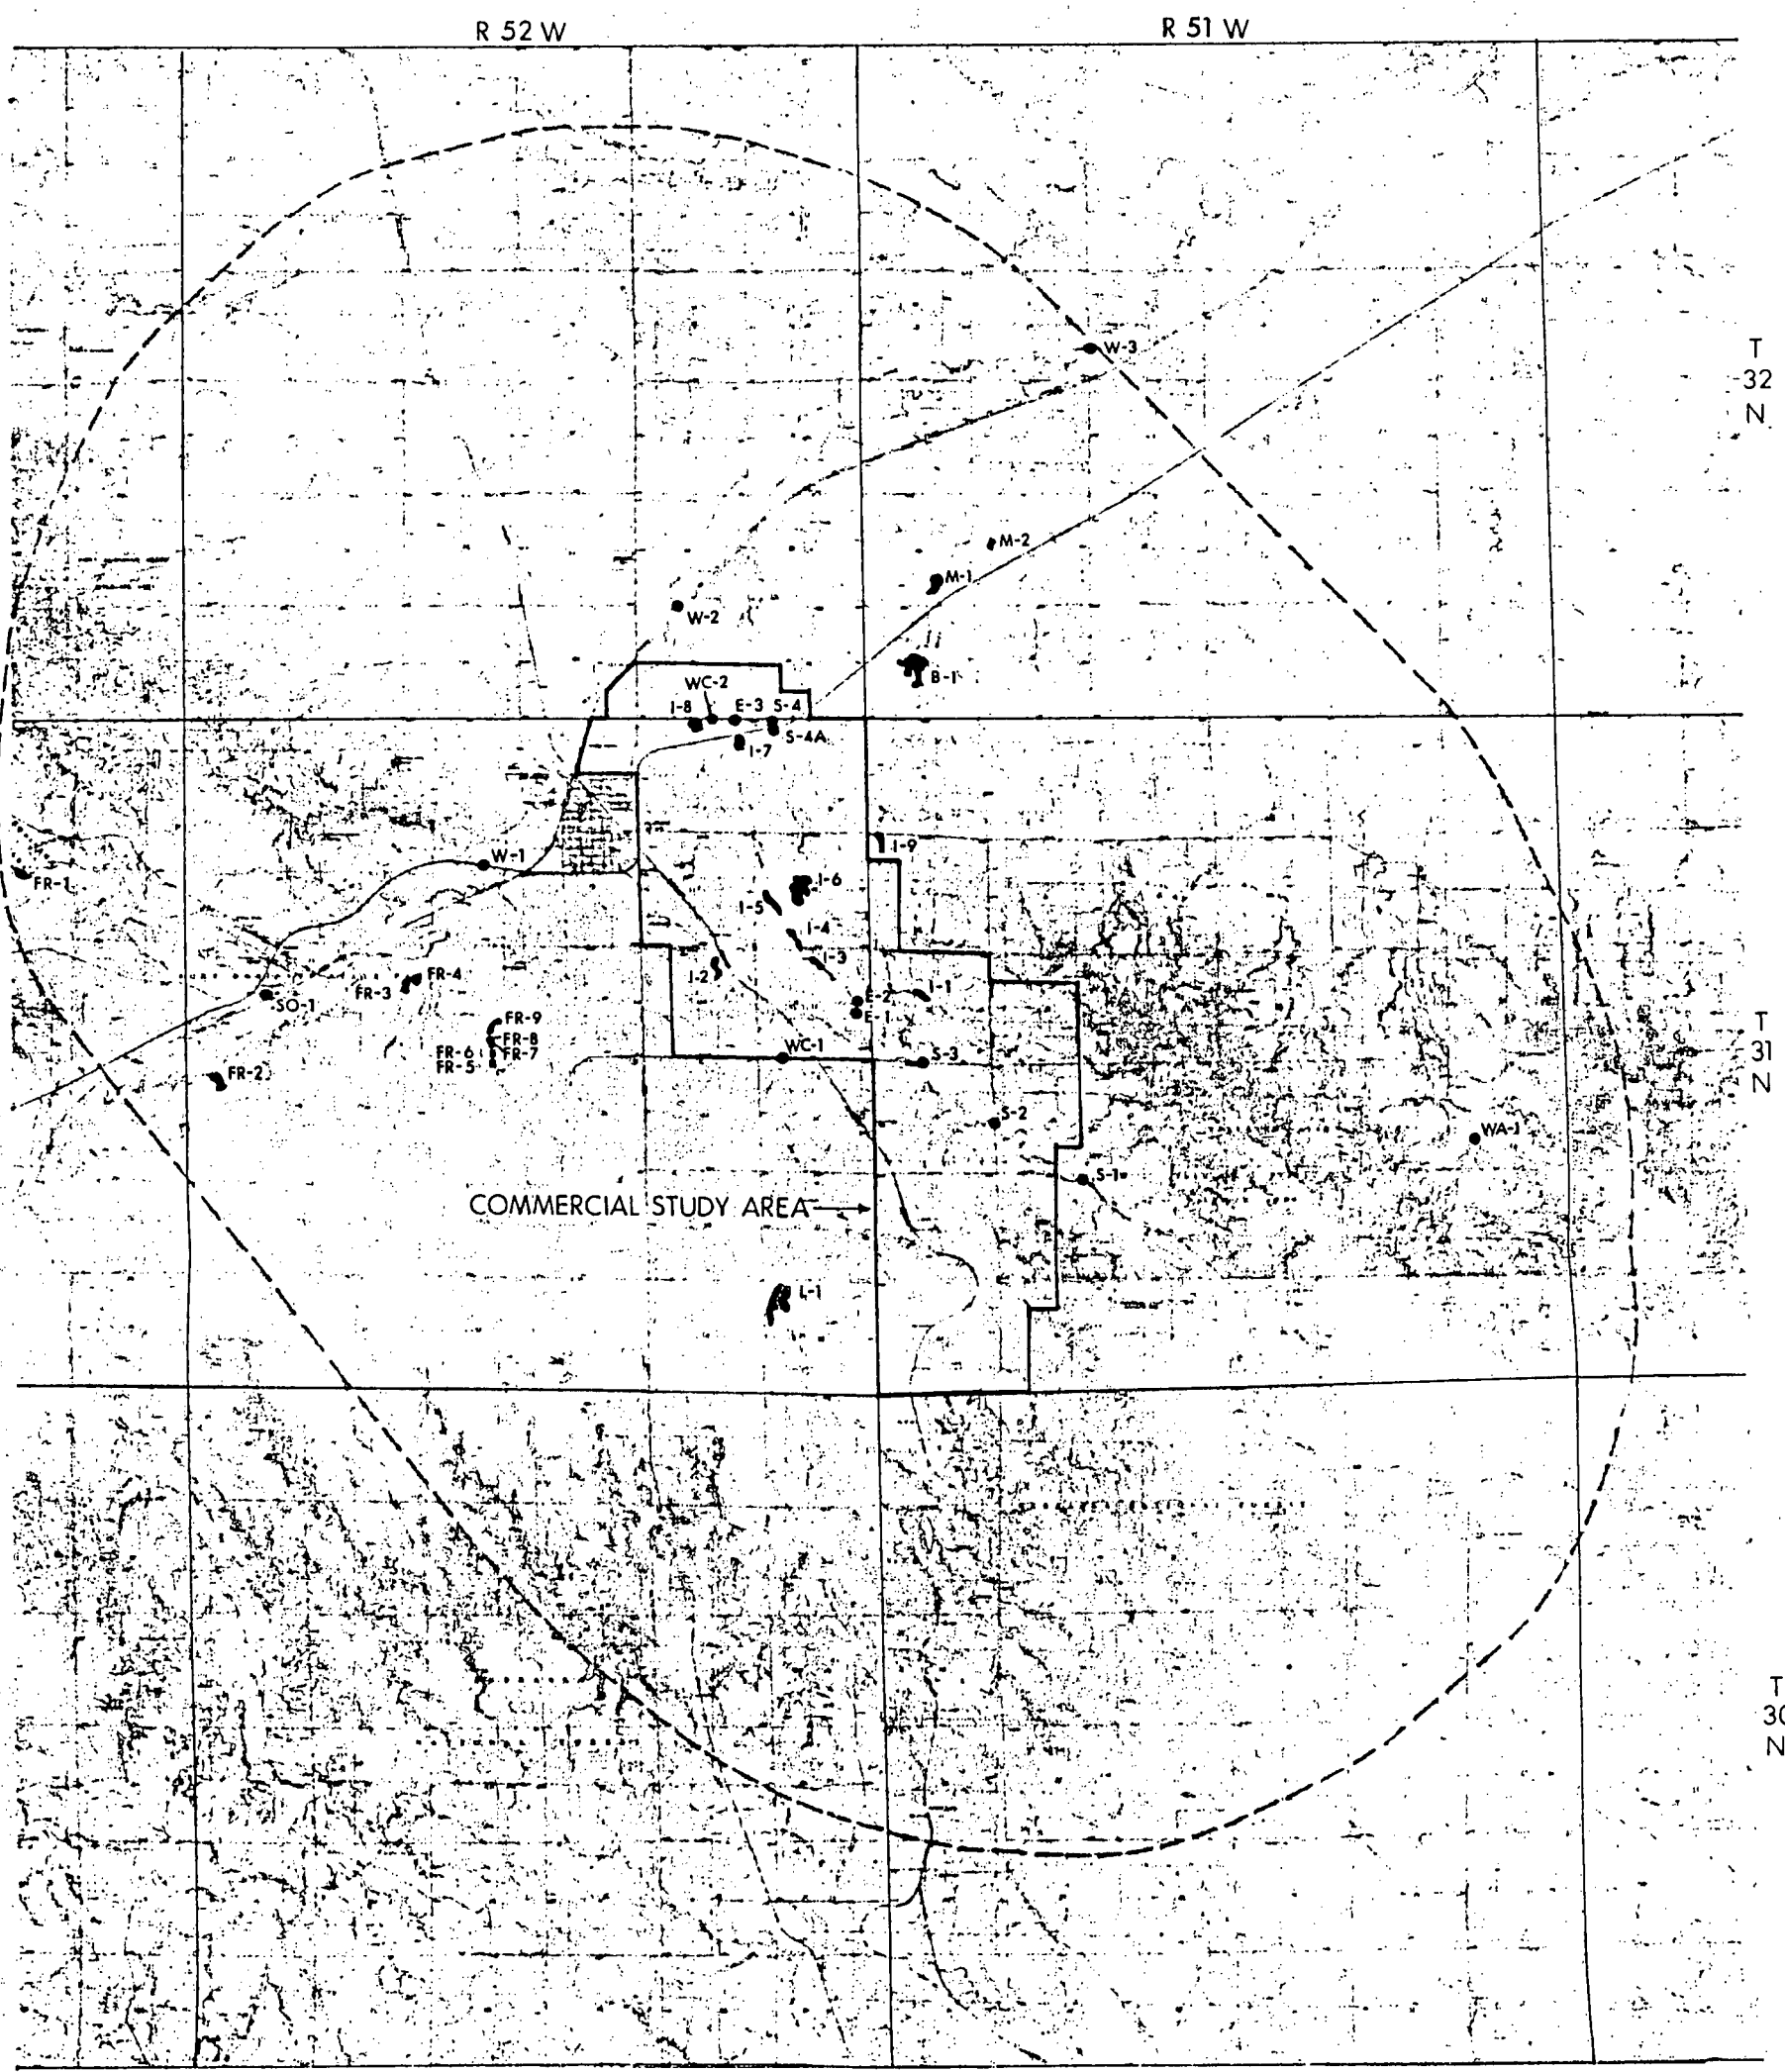 R 52 W
R 51 W
W-3
T
32
N
M-2
M-1
W-2
B-1
WC-2
I-8
E-3
S-4
S-4A
I-7
I-9
W-1
FR-1
I-6
I-5
I-4
I-3
I-2
FR-4
FR-3
SO-1
I-1
E-2
E-1
FR-9
FR-8
FR-6
FR-7
FR-5
WC-1
S-3
T
31
N
FR-2
S-2
WA-1
S-1
COMMERCIAL STUDY AREA
L-1
T
30
N